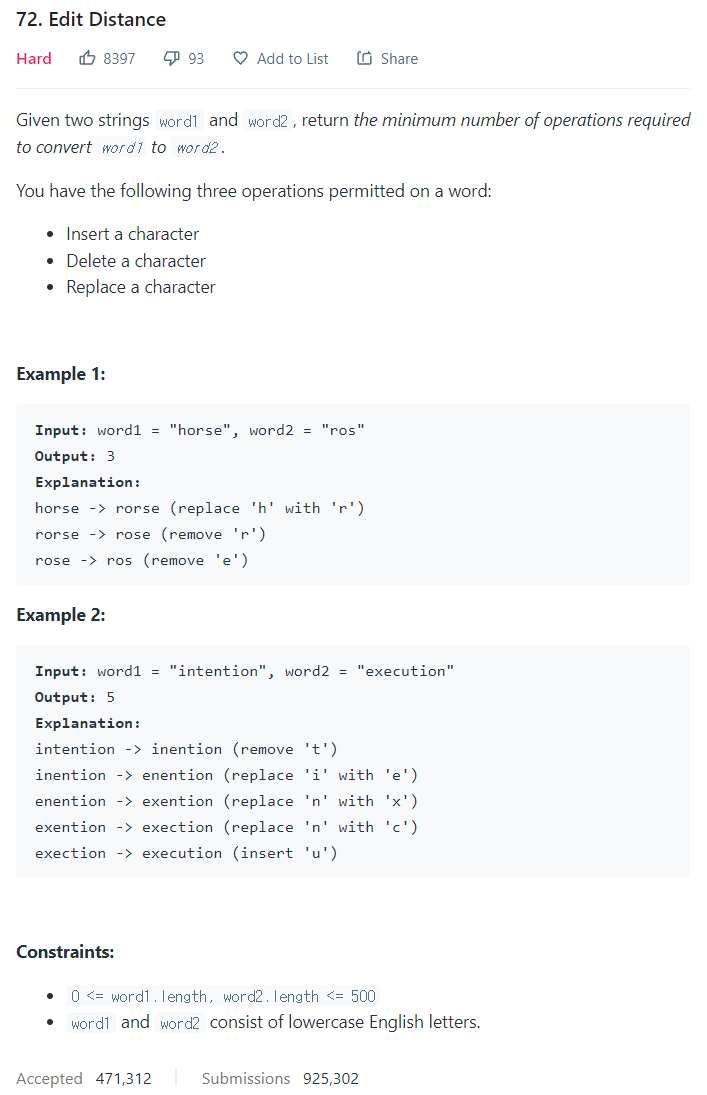 72. Edit Distance
Hard 8397 93 Add to List Share
Given two strings word1 and word2 , return the minimum number of operations required
to convert word1 to word2 .
You have the following three operations permitted on a word:
• Insert a character
• Delete a character
• Replace a character
Example 1:
Input: word1 = "horse", word2 = "ros"
Output: 3
Explanation:
horse -> rorse (replace 'h' with 'r')
rorse -> rose (remove 'r')
rose -> ros (remove 'e')
Example 2:
Input: word1 = "intention", word2 = "execution"
Output: 5
Explanation:
intention -> inention (remove 't')
inention -> enention (replace 'i' with 'e')
enention -> exention (replace 'n' with 'x')
exention -> exection (replace 'n' with 'c')
exection -> execution (insert 'u')
Constraints:
• 0 <= word1.length, word2.length <= 500
• word1 and word2 consist of lowercase English letters.
Accepted 471,312 Submissions 925,302